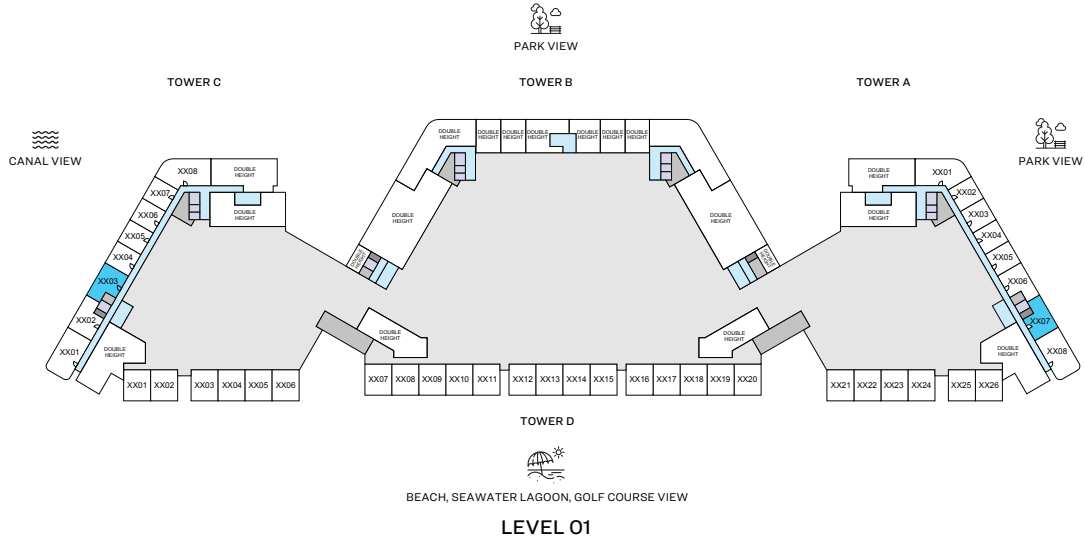 PARK VIEW
TOWER C
TOWER B
TOWER A
CANAL VIEW
PARK VIEW
DOUBLE
HEIGHT
DOUBLE
HEIGHT
DOUBLE
HEIGHT
DOUBLE
HEIGHT
DOUBLE
HEIGHT
DOUBLE
HEIGHT
DOUBLE
HEIGHT
XX08
DOUBLE
HEIGHT
XX07
XX06
XX05
XX04
XX03
XX02
XX01
DOUBLE
HEIGHT
DOUBLE
HEIGHT
DOUBLE
HEIGHT
DOUBLE
HEIGHT
DOUBLE
HEIGHT
DOUBLE
HEIGHT
DOUBLE
HEIGHT
XX01
DOUBLE
HEIGHT
XX02
XX03
XX04
XX05
XX06
XX07
XX08
DOUBLE
HEIGHT
DOUBLE
HEIGHT
DOUBLE
HEIGHT
XX01 XX02 XX03 XX04 XX05 XX06
XX07 XX08 XX09 XX10 XX11 XX12 XX13 XX14 XX15 XX16 XX17 XX18 XX19 XX20
XX21 XX22 XX23 XX24 XX25 XX26
TOWER D
BEACH, SEAWATER LAGOON, GOLF COURSE VIEW
LEVEL 01